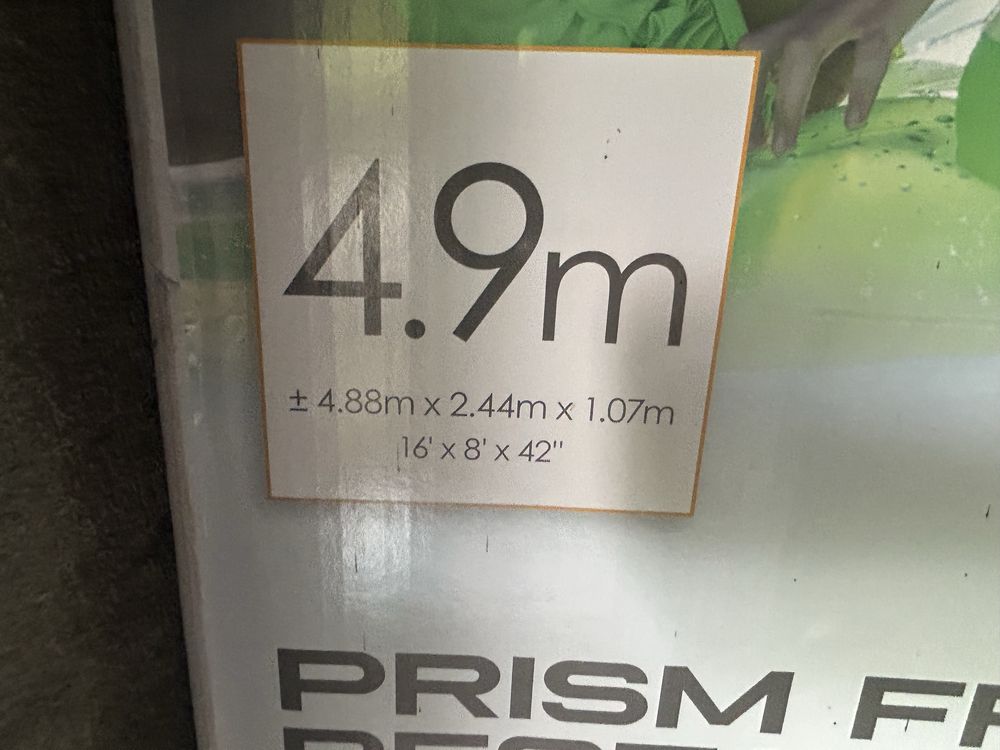 4.9m
± 4.88m x 2.44m x 1.07m
16' x 8' x 42"
PRISM